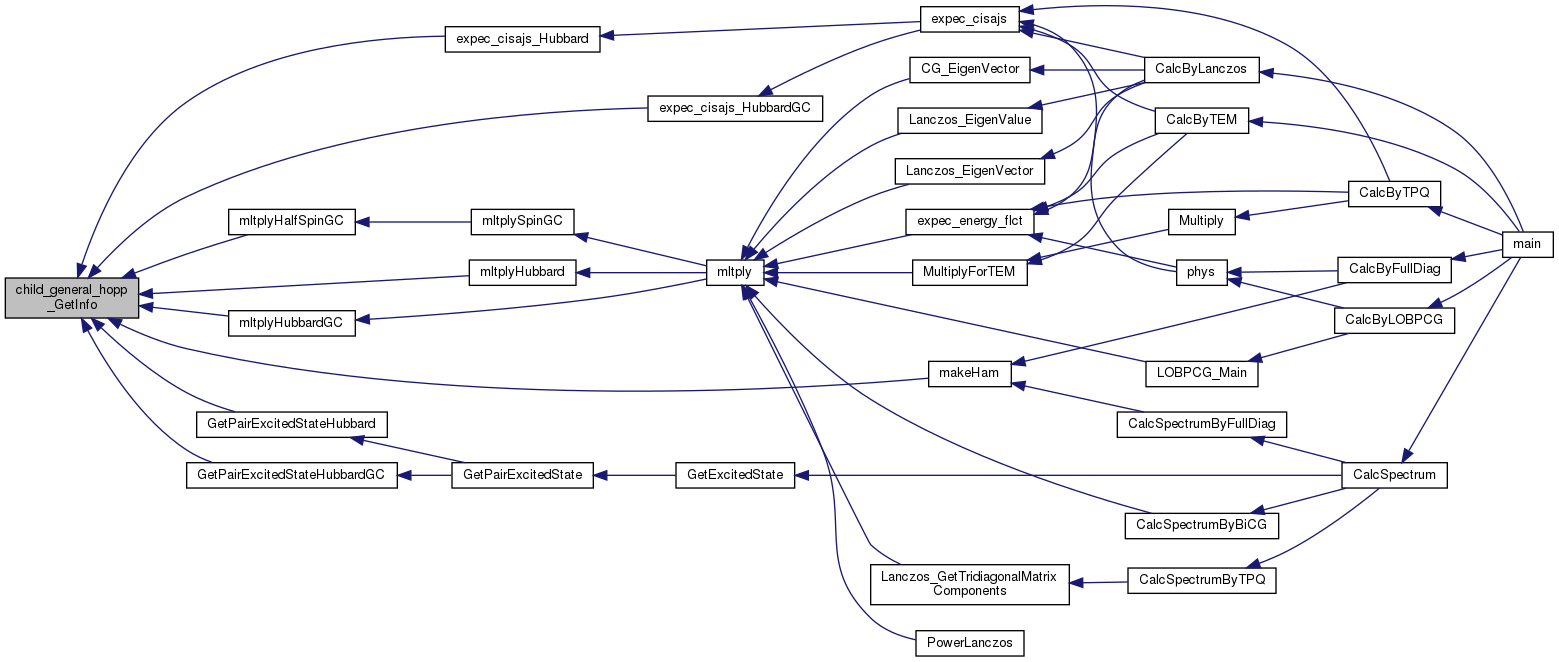 child_general_hopp
_GetInfo
expec_cisajs_Hubbard
expec_cisajs_HubbardGC
mltplyHalfSpinGC
mltplyHubbard
mltplyHubbardGC
GetPairExcitedStateHubbard
GetPairExcitedStateHubbardGC
mltplySpinGC
GetPairExcitedState
mltply
GetExcitedState
expec_cisajs
CG_EigenVector
Lanczos_EigenValue
Lanczos_EigenVector
expec_energy_flct
MultiplyForTEM
makeHam
Lanczos_GetTridiagonalMatrix
Components
PowerLanczos
CalcByLanczos
CalcByTEM
Multiply
phys
LOBPCG_Main
CalcSpectrumByFullDiag
CalcSpectrumByBiCG
CalcSpectrumByTPQ
CalcByTPQ
CalcByFullDiag
CalcByLOBPCG
CalcSpectrum
main